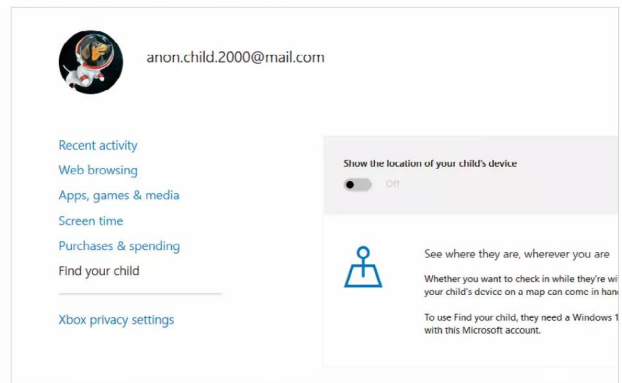 anon.child.2000@mail.com
Recent activity
Web browsing
Apps, games & media
Screen time
Purchases & spending
Find your child
Xbox privacy settings
Show the location of your child's device
Off
See where they are, wherever you are
Whether you want to check in while they're
your child's device on a map can come in
To use Find your child, they need a Windows
with this Microsoft account.